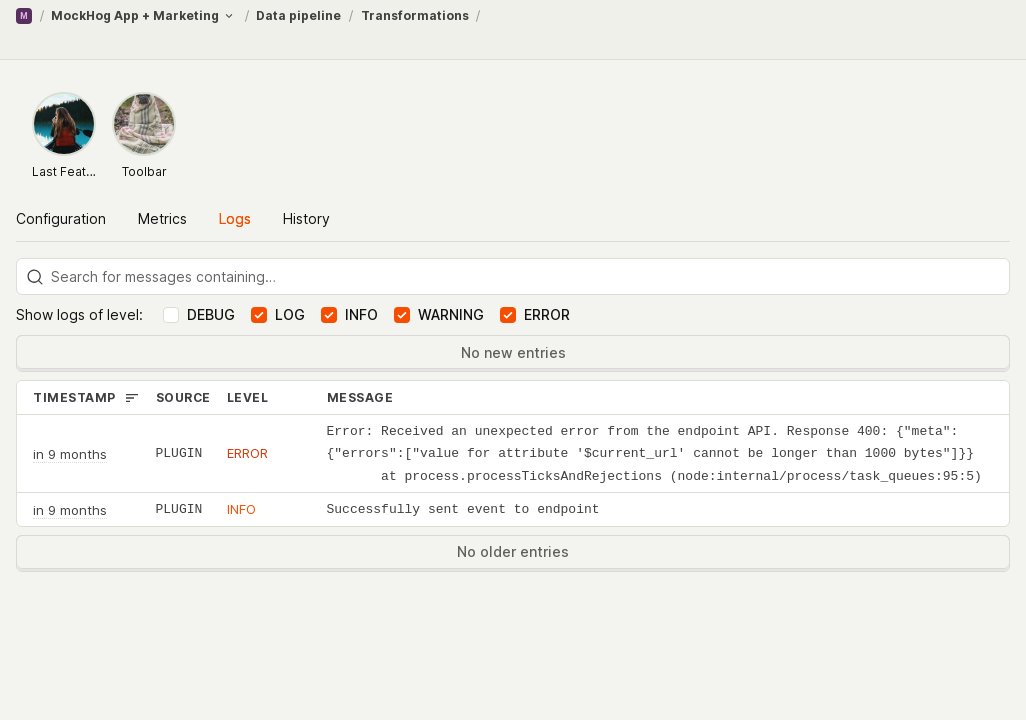 M / MockHog App + Marketing / Data pipeline / Transformations /
Last Feat... Toolbar
Configuration Metrics Logs History
Search for messages containing…
Show logs of level: DEBUG LOG INFO WARNING ERROR
No new entries
TIMESTAMP SOURCE LEVEL MESSAGE
Error: Received an unexpected error from the endpoint API. Response 400: {"meta":
in 9 months PLUGIN ERROR {"errors":["value for attribute '$current_url' cannot be longer than 1000 bytes"]}}
at process.processTicksAndRejections (node:internal/process/task_queues:95:5)
in 9 months PLUGIN INFO Successfully sent event to endpoint
No older entries